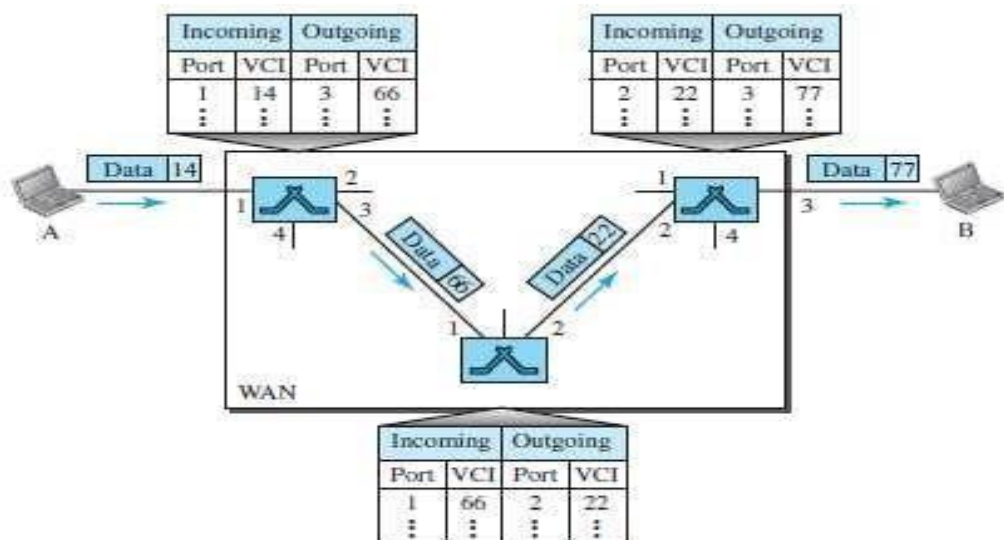 Incoming Outgoing
Port VCI Port VCI
1 14 3 66
Incoming Outgoing
Port VCI Port VCI
2 22 3 77
Data 14
Data 77
A
1
2
3
4
1
2
3
4
B
Data 66
Data 22
1
2
WAN
Incoming Outgoing
Port VCI Port VCI
1 66 2 22